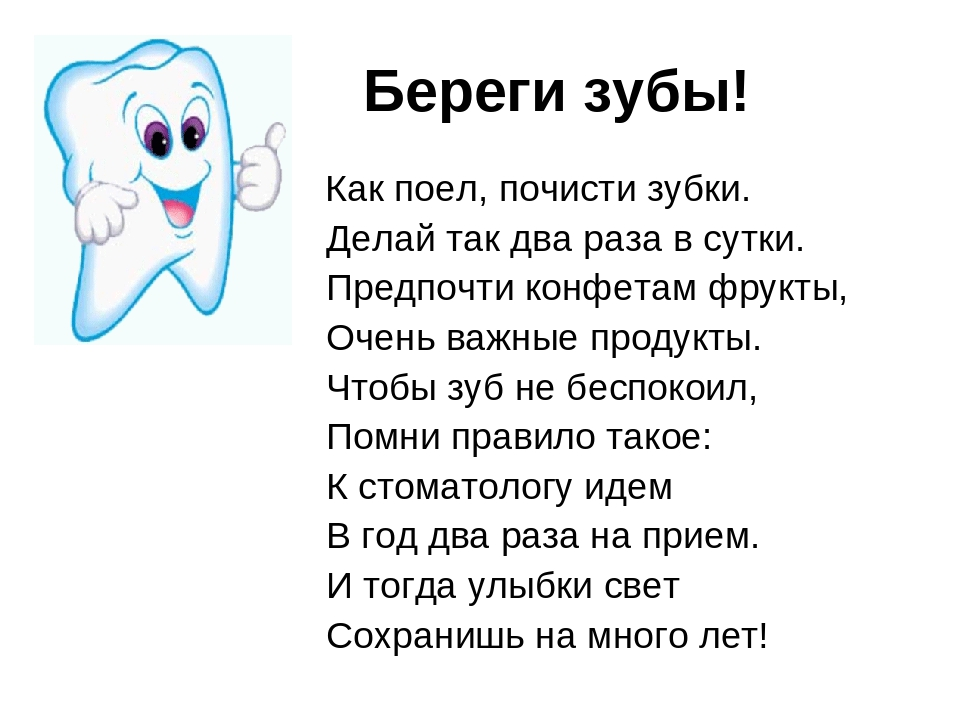 Береги зубы!
Как поел, почисти зубки.
Делай так два раза в сутки.
Предпочти конфетам фрукты,
Очень важные продукты.
Чтобы зуб не беспокоил,
Помни правило такое:
К стоматологу идем
В год два раза на прием.
И тогда улыбки свет
Сохранишь на много лет!